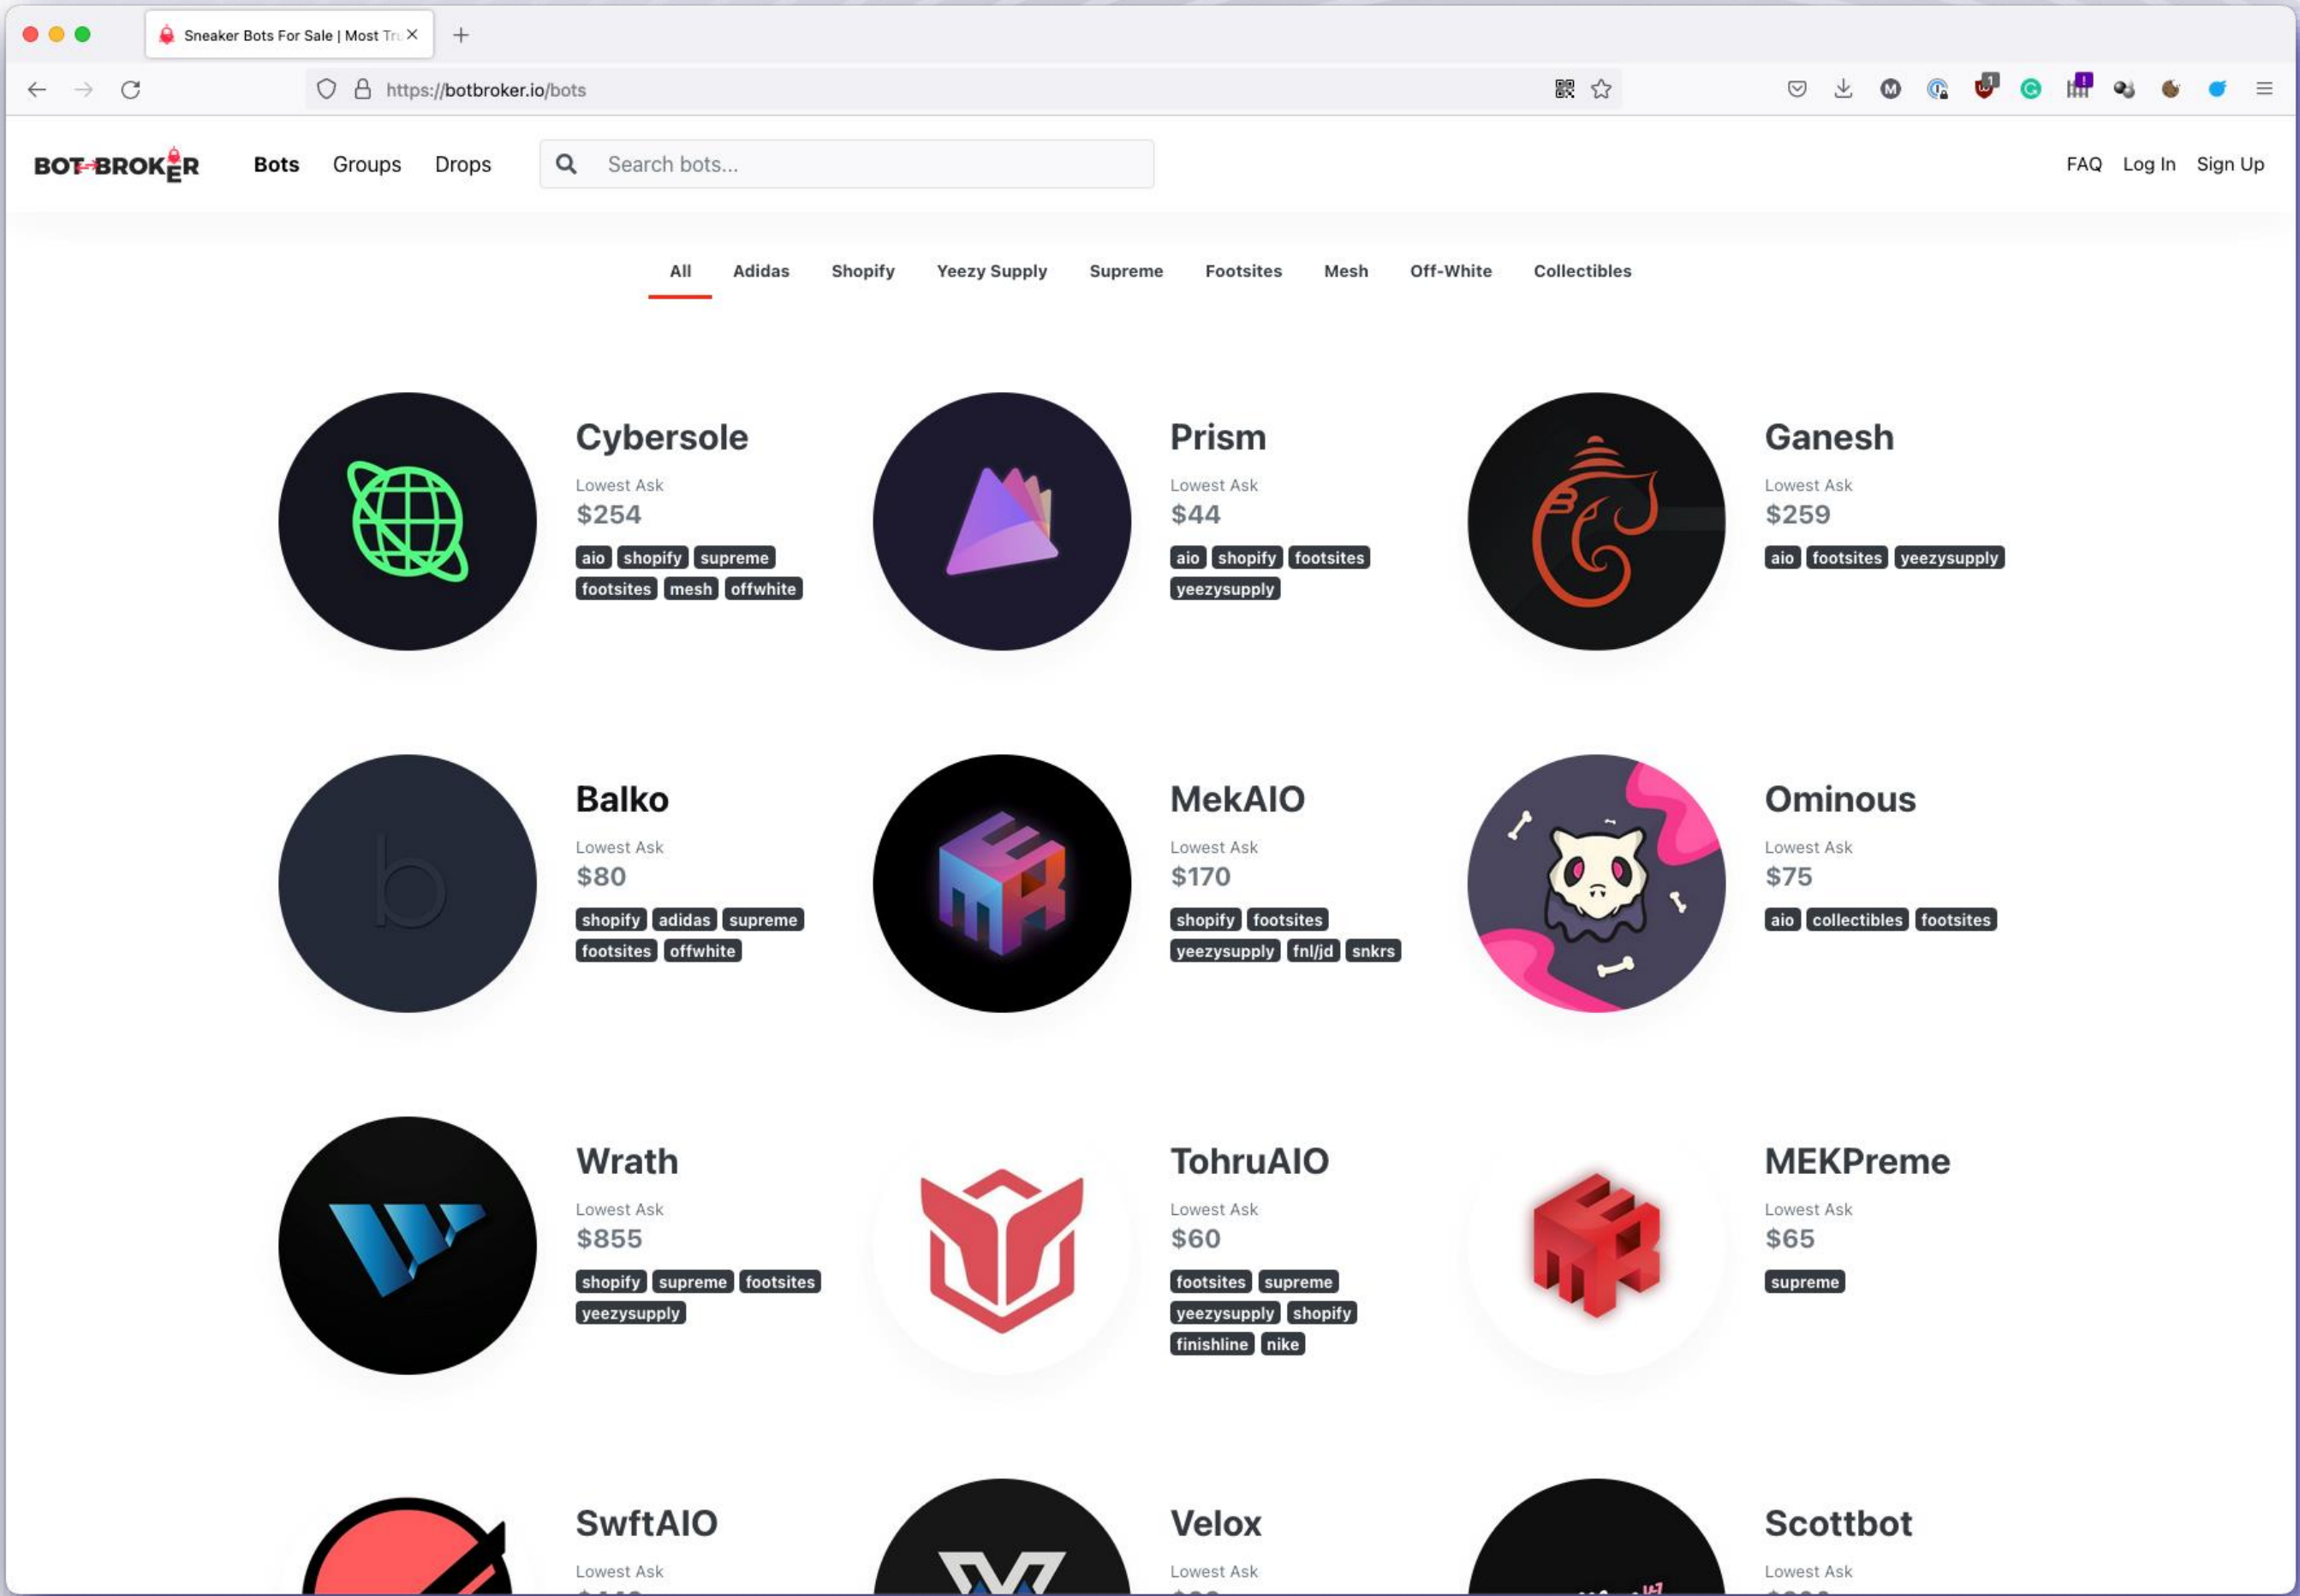 Sneaker Bots For Sale | Most Tru
https://botbroker.io/bots
BOT BROKER
Bots
Groups
Drops
Search bots...
FAQ
Log In
Sign Up
All
Adidas
Shopify
Yeezy Supply
Supreme
Footsites
Mesh
Off-White
Collectibles
Cybersole
Lowest Ask
$254
aio shopify supreme
footsites mesh offwhite
Prism
Lowest Ask
$44
aio shopify footsites
yeezysupply
Ganesh
Lowest Ask
$259
aio footsites yeezysupply
b
Balko
Lowest Ask
$80
shopify adidas supreme
footsites offwhite
MekAIO
Lowest Ask
$170
shopify footsites
yeezysupply fnl/jd snkrs
Ominous
Lowest Ask
$75
aio collectibles footsites
Wrath
Lowest Ask
$855
shopify supreme footsites
yeezysupply
TohruAIO
Lowest Ask
$60
footsites supreme
yeezysupply shopify
finishline nike
MEKPreme
Lowest Ask
$65
supreme
SwftAIO
Lowest Ask
Velox
Lowest Ask
Scottbot
Lowest Ask